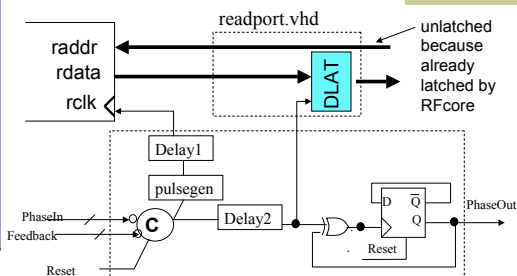 readport.vhd
unlatched
because
already
latched by
RFcore
raddr
rdata
rclk
DLAT
Delay1
pulsegen
PhaseIn
Feedback
C
Delay2
D Q
Q
PhaseOut
Reset
Reset